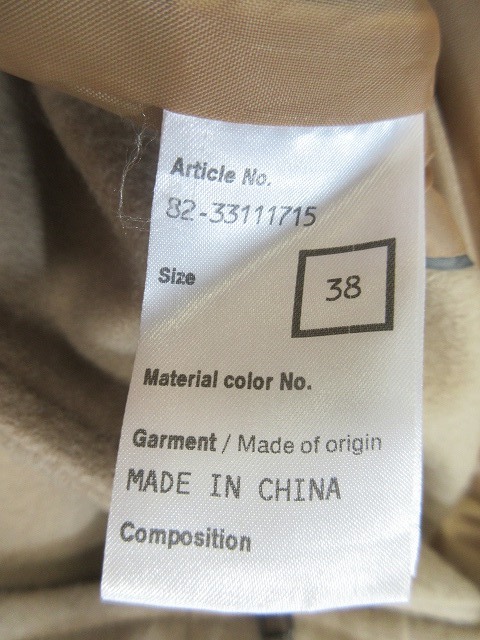 Article No.
82-33111715
Size
38
Material color No.
Garment / Made of origin
MADE IN CHINA
Composition